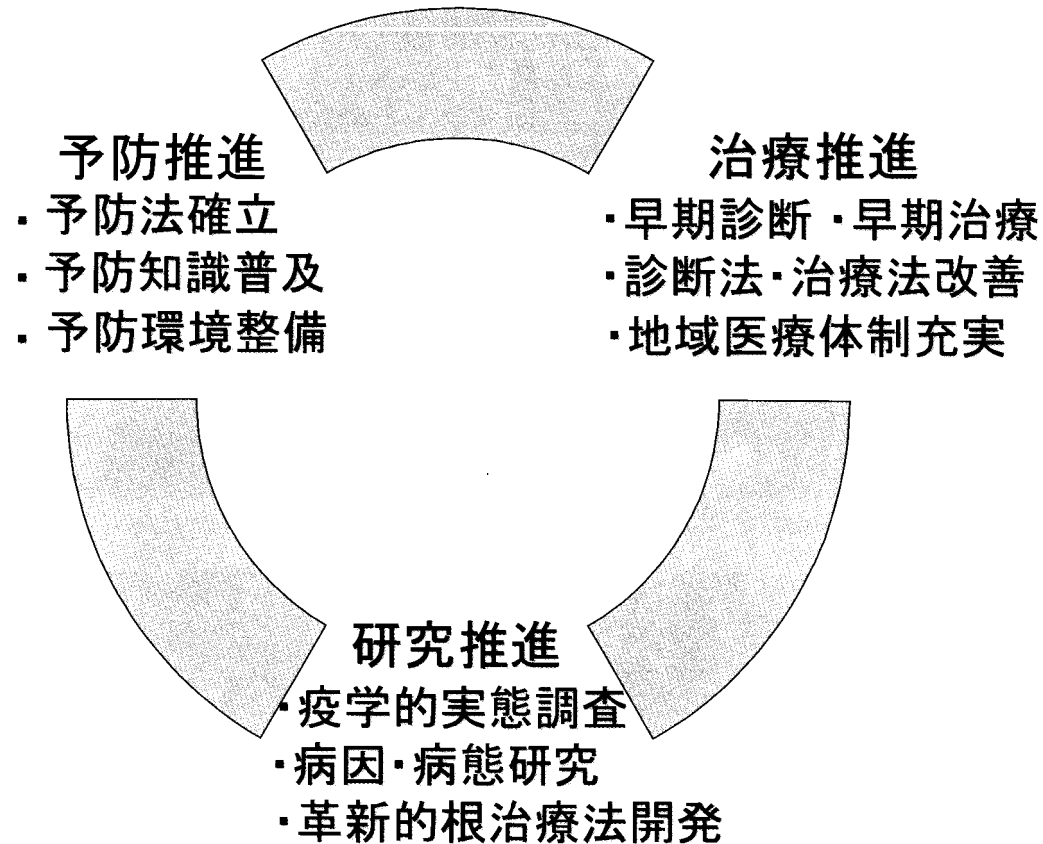 予防推進
・予防法確立
・予防知識普及
・予防環境整備
治療推進
・早期診断・早期治療
・診断法・治療法改善
・地域医療体制充実
研究推進
・疫学的実態調査
・病因・病態研究
・革新的根治療法開発